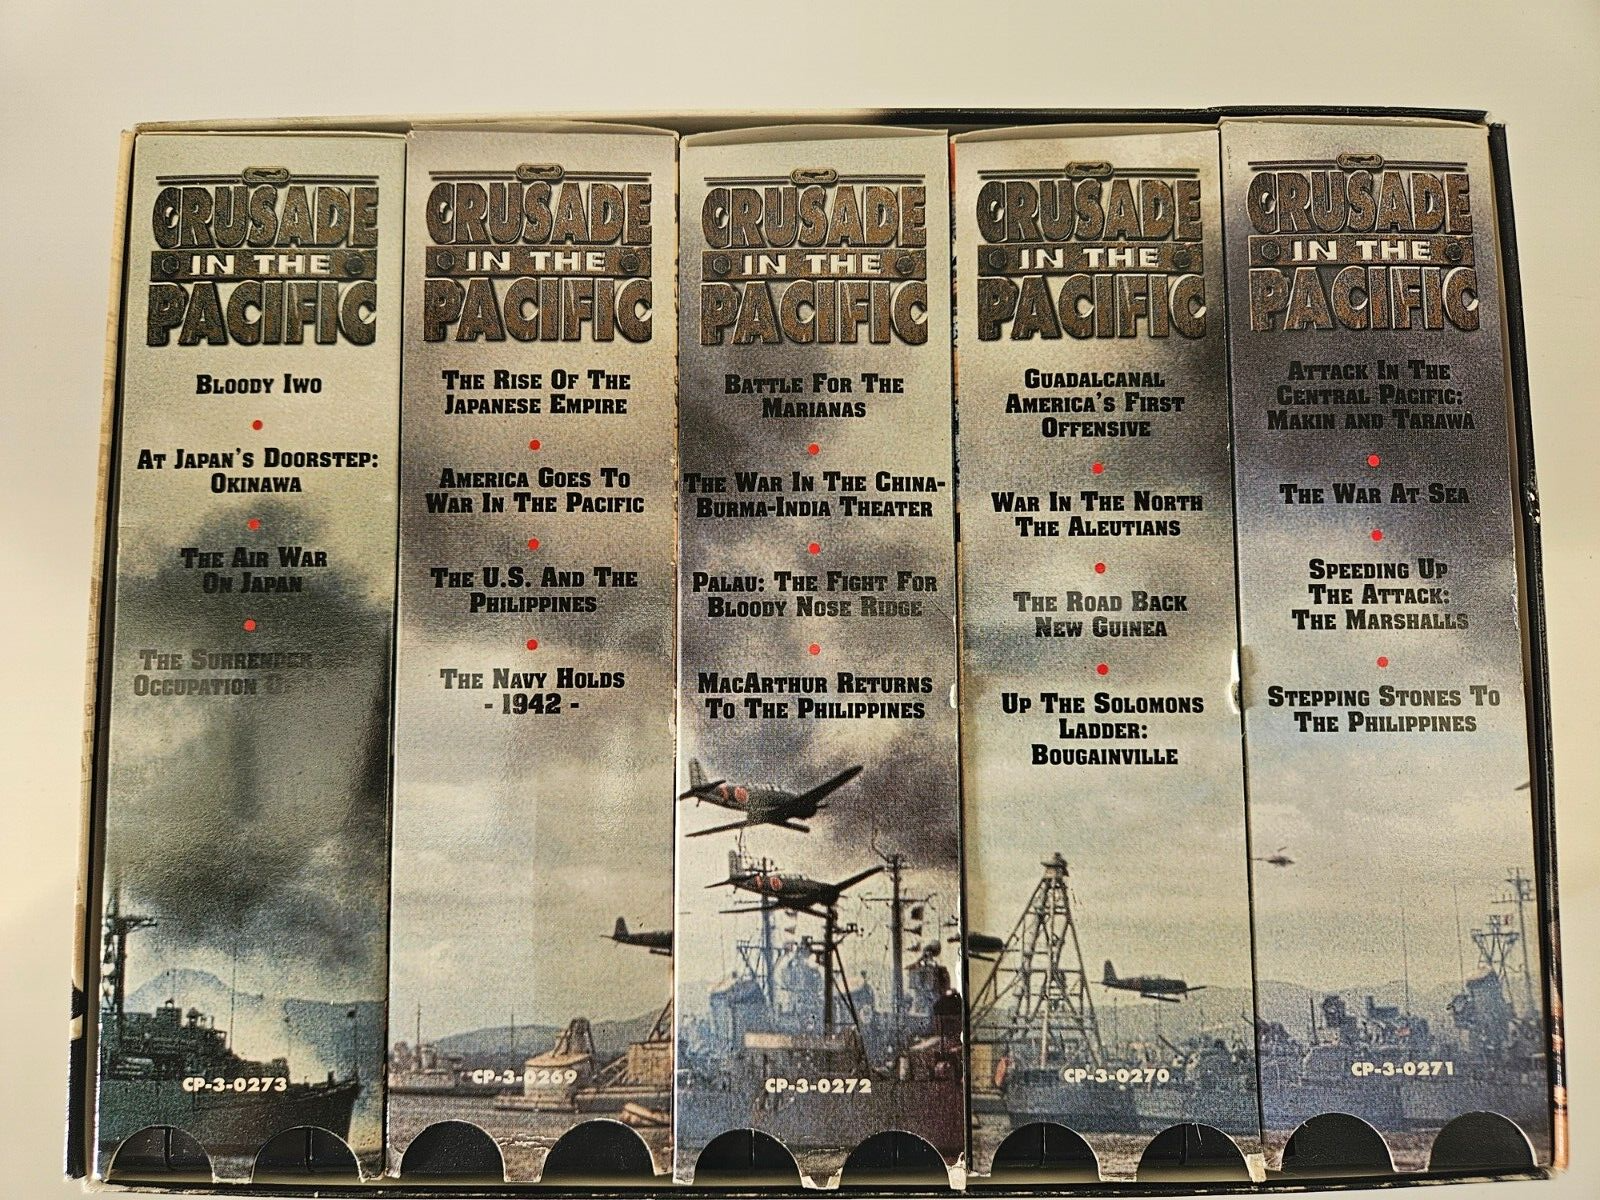 CRUSADE
IN THE
PACIFIC
BLOODY IWO
AT JAPAN'S DOORSTEP:
OKINAWA
THE AIR WAR
ON JAPAN
THE SURRENDER
OCCUPATION
CP-3-0273
CRUSADE
IN THE
PACIFIC
THE RISE OF THE
JAPANESE EMPIRE
AMERICA GOES TO
WAR IN THE PACIFIC
THE U.S. AND THE
PHILIPPINES
THE NAVY HOLDS
- 1942 -
CP-3-0269
CRUSADE
IN THE
PACIFIC
BATTLE FOR THE
MARIANAS
THE WAR IN THE CHINA-
BURMA-INDIA THEATER
PALAU: THE FIGHT FOR
BLOODY NOSE RIDGE
MACARTHUR RETURNS
TO THE PHILIPPINES
CP-3-0272
CRUSADE
IN THE
PACIFIC
GUADALCANAL
AMERICA'S FIRST
OFFENSIVE
WAR IN THE NORTH
THE ALEUTIANS
THE ROAD BACK
NEW GUINEA
UP THE SOLOMONS
LADDER:
BOUGAINVILLE
CP-3-0270
CRUSADE
IN THE
PACIFIC
ATTACK IN THE
CENTRAL PACIFIC:
MAKIN AND TARAWA
THE WAR AT SEA
SPEEDING UP
THE ATTACK:
THE MARSHALLS
STEPPING STONES TO
THE PHILIPPINES
CP-3-0271